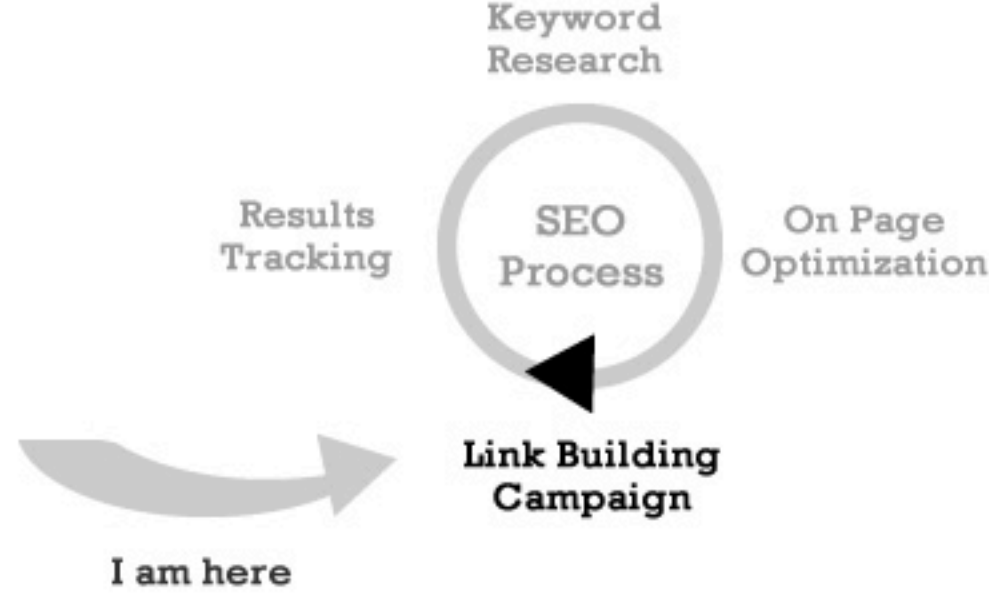 Keyword
Research
Results
Tracking
SEO
Process
On Page
Optimization
Link Building
Campaign
I am here